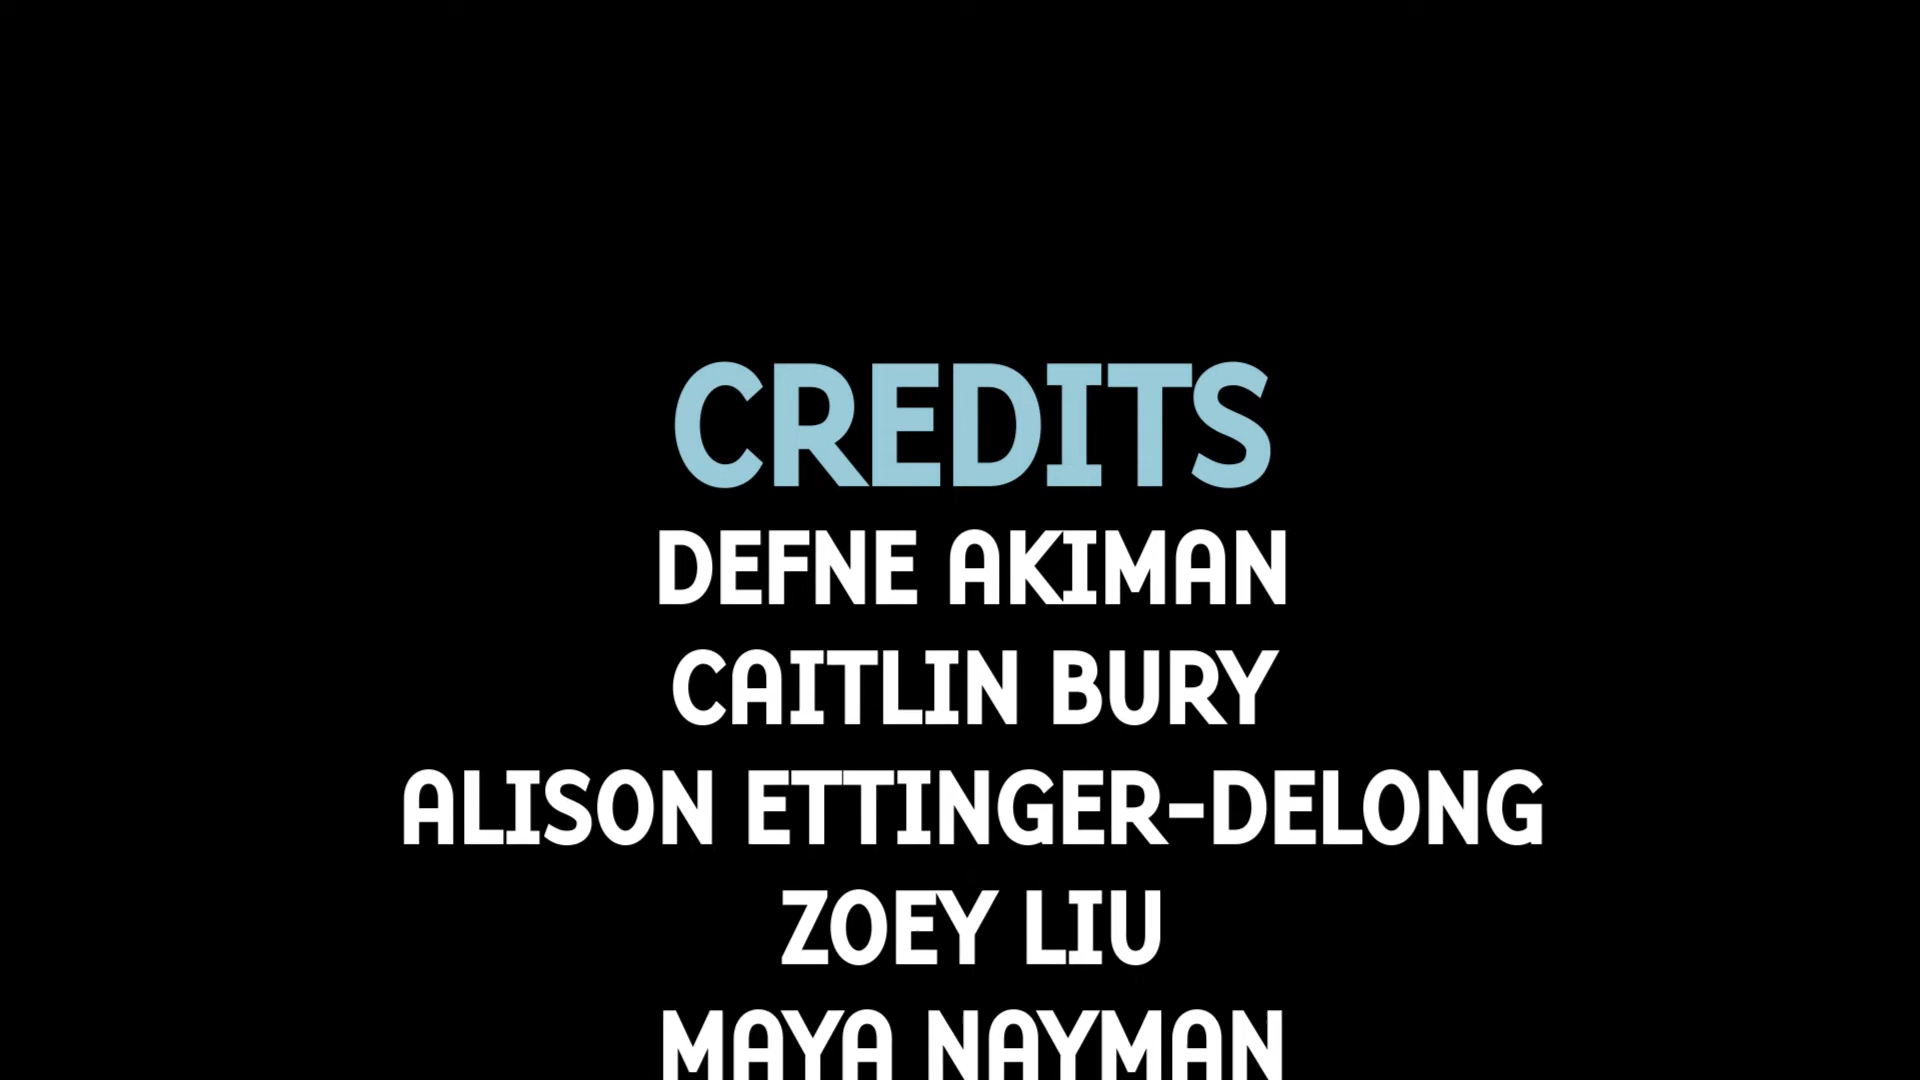 CREDITS
DEFNE AKIMAN
CAITLIN BURY
ALISON ETTINGER-DELONG
ZOEY LIU
MAYA NAYMAN